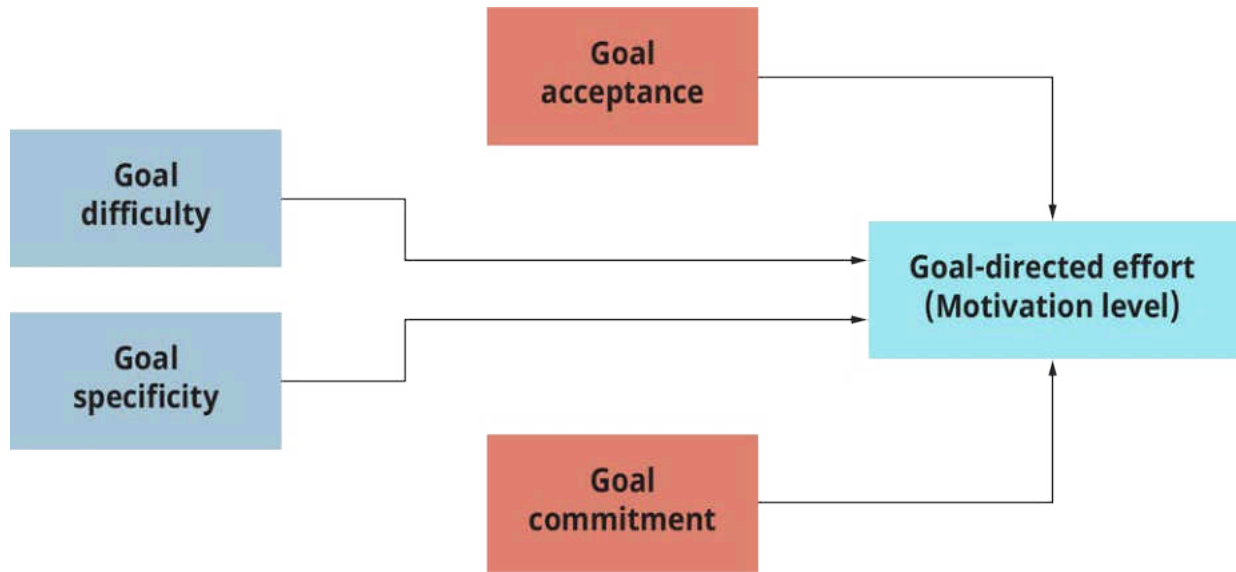 Goal
acceptance
Goal
difficulty
Goal-directed effort
(Motivation level)
Goal
specificity
Goal
commitment